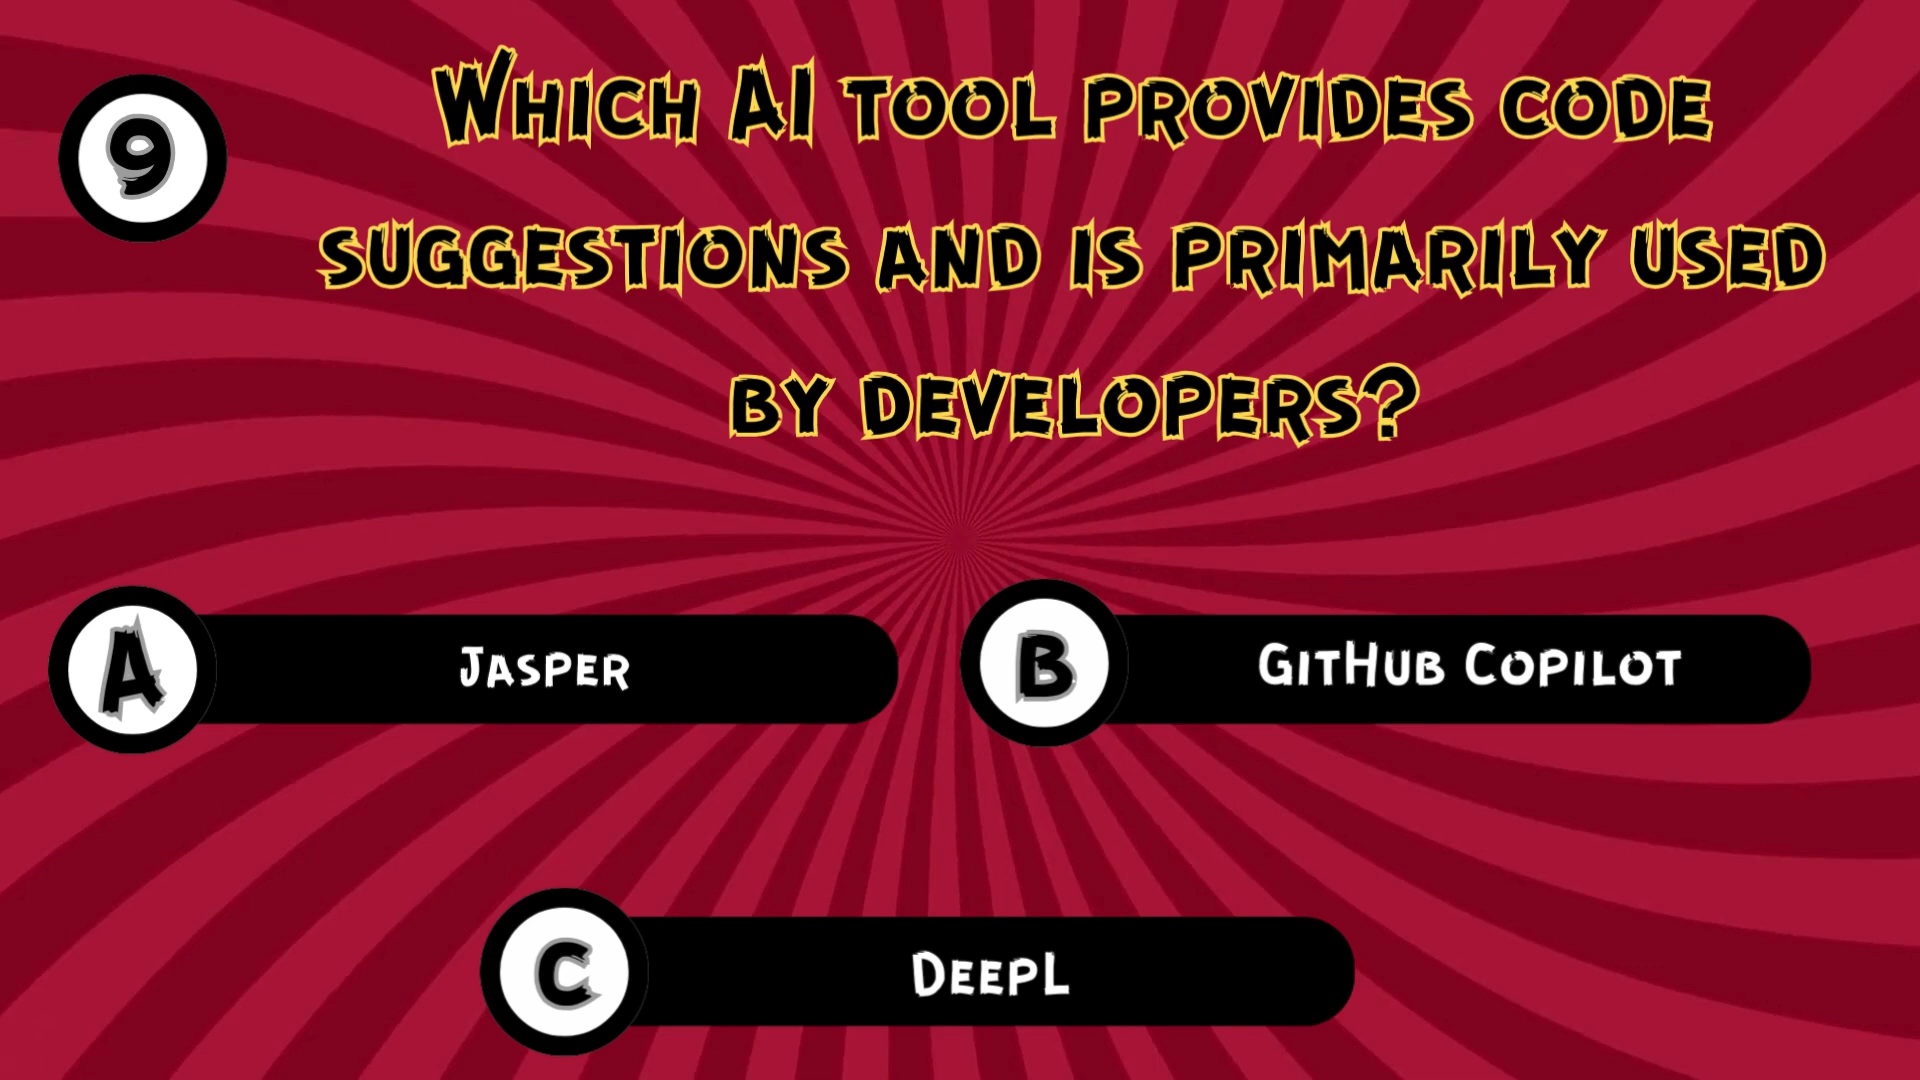 9
Which AI tool provides code
suggestions and is primarily used
by developers?
A
Jasper
B
GitHub Copilot
C
DeepL